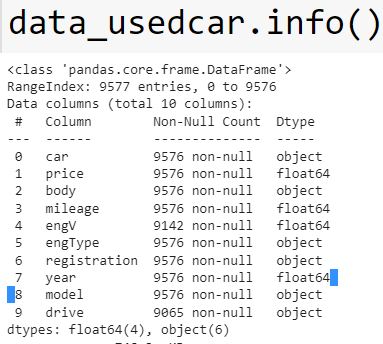 data_usedcar.info()
<class 'pandas.core.frame.DataFrame'>
RangeIndex: 9577 entries, 0 to 9576
Data columns (total 10 columns):
 #   Column        Non-Null Count  Dtype
---  ------        --------------  -----
 0   car           9576 non-null   object
 1   price         9576 non-null   float64
 2   body          9576 non-null   object
 3   mileage       9576 non-null   float64
 4   engV          9142 non-null   float64
 5   engType       9576 non-null   object
 6   registration  9576 non-null   object
 7   year          9576 non-null   float64
 8   model         9576 non-null   object
 9   drive         9065 non-null   object
dtypes: float64(4), object(6)